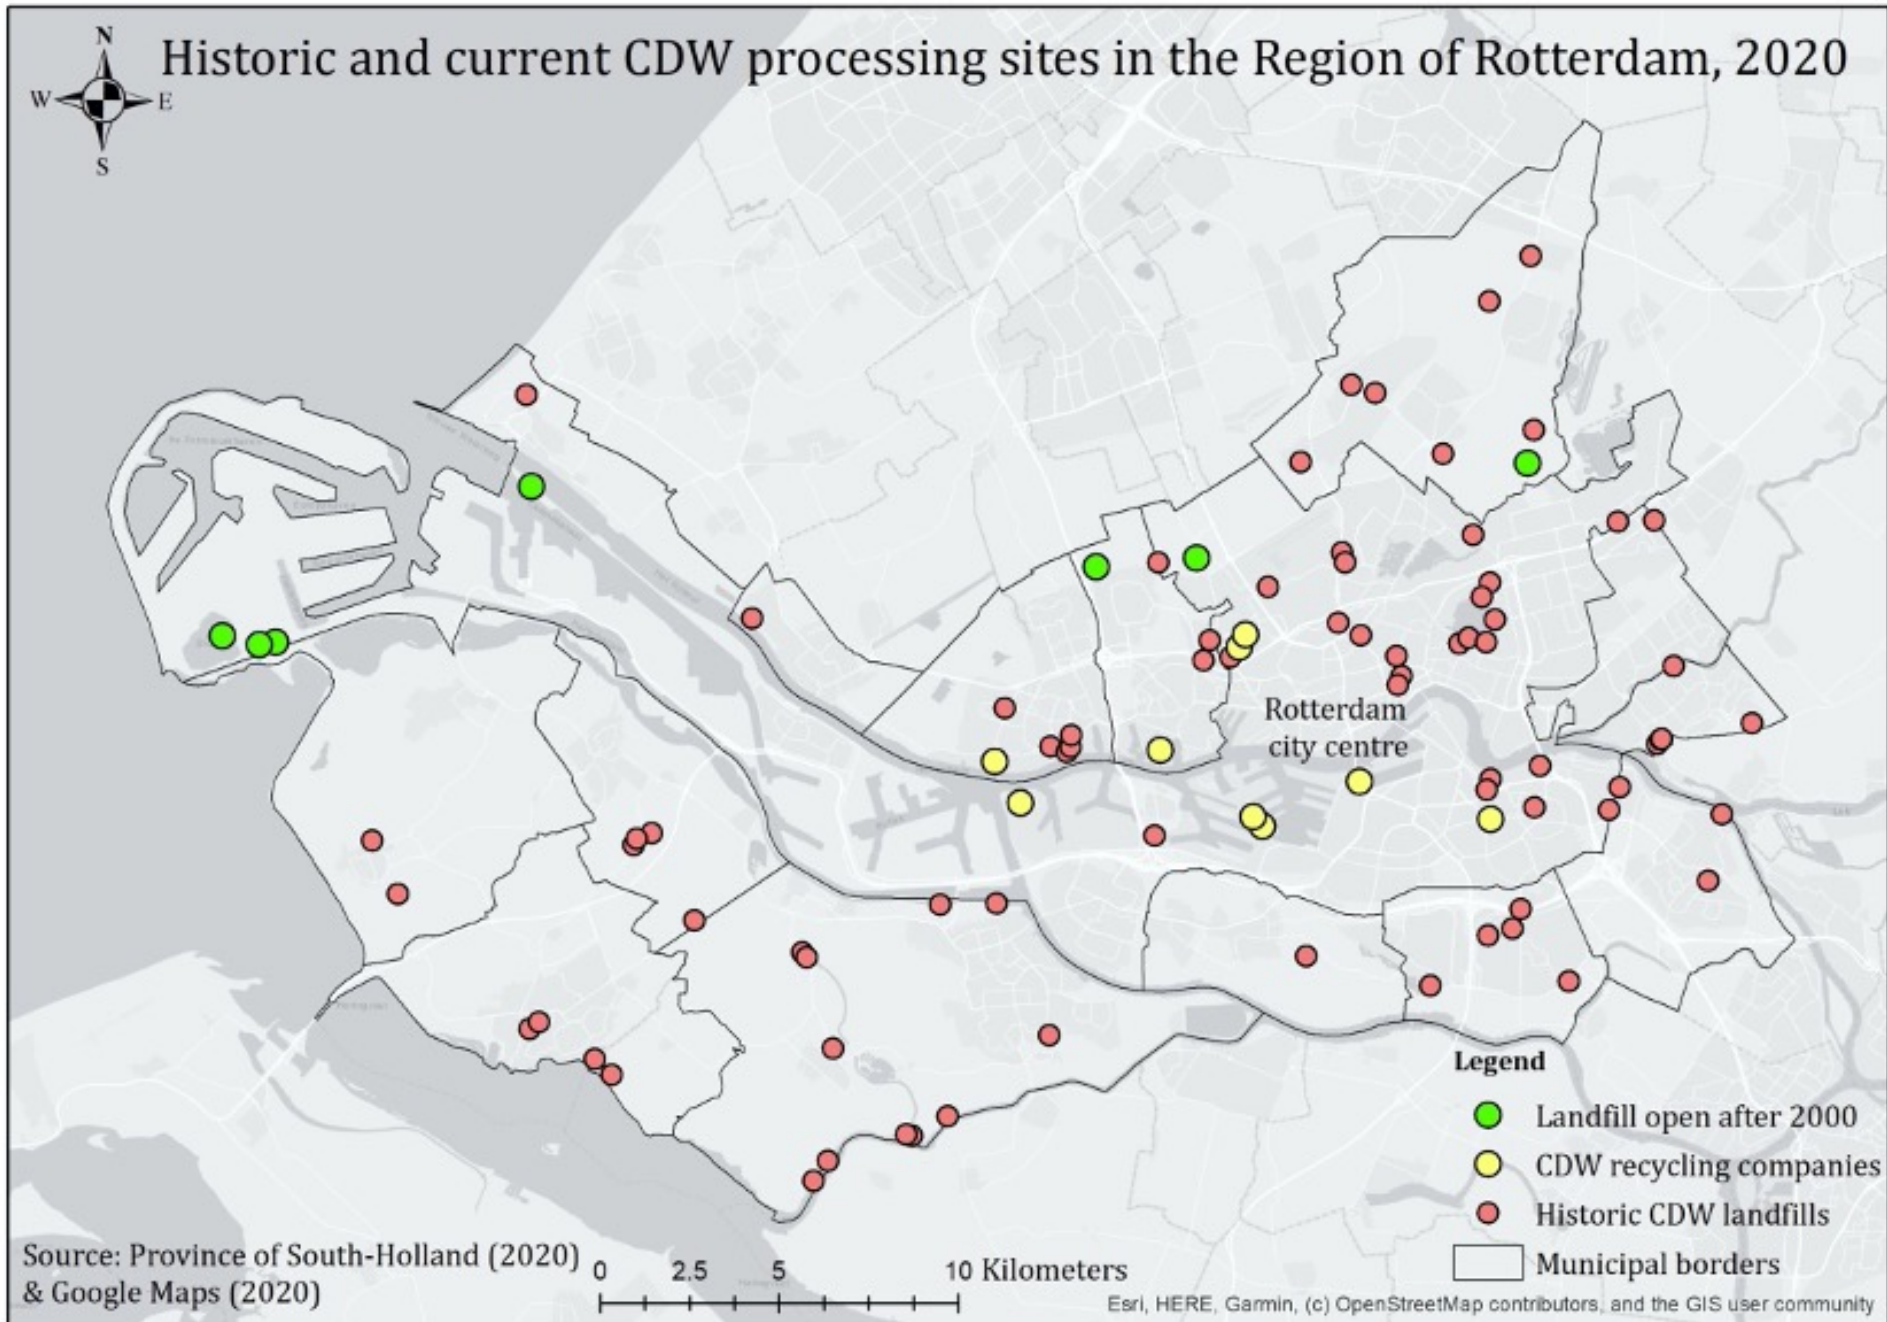 Historic and current CDW processing sites in the Region of Rotterdam, 2020
N
W
E
S
Rotterdam
city centre
Legend
Landfill open after 2000
CDW recycling companies
Historic CDW landfills
Municipal borders
Source: Province of South-Holland (2020)
& Google Maps (2020)
0 2.5 5 10 Kilometers
Esri, HERE, Garmin, (c) OpenStreetMap contributors, and the GIS user community